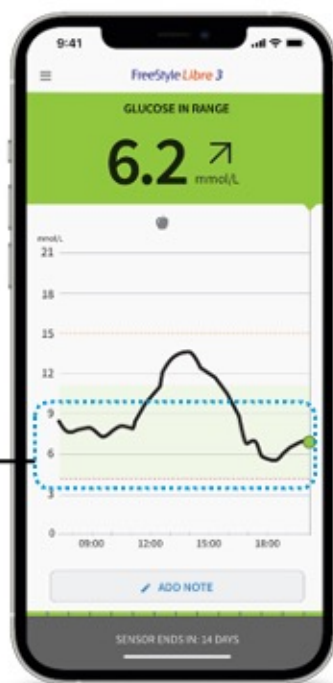 9:41
FreeStyle Libre 3
GLUCOSE IN RANGE
6.2
mmol/L
mmol/L
21
18
15
12
9
6
3
0
09:00 12:00 15:00 18:00
ADD NOTE
SENSOR ENDS IN: 14 DAYS